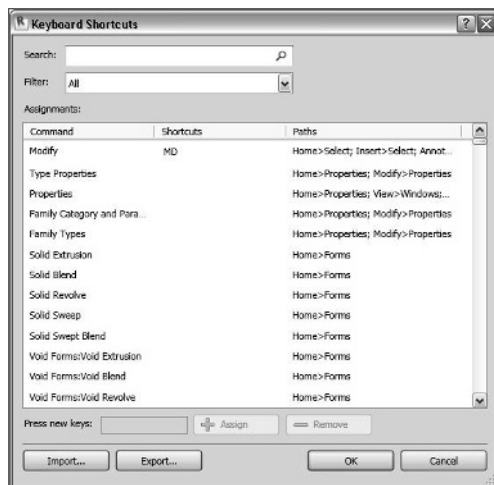 R Keyboard Shortcuts
Search:
Filter: All
Assignments:
Command Shortcuts Paths
Modify MD Home>Select; Insert>Select; Annot...
Type Properties Home>Properties; Modify>Properties
Properties Home>Properties; View>Windows;...
Family Category and Para... Home>Properties; Modify>Properties
Family Types Home>Properties; Modify>Properties
Solid Extrusion Home>Forms
Solid Blend Home>Forms
Solid Revolve Home>Forms
Solid Sweep Home>Forms
Solid Swept Blend Home>Forms
Void Forms:Void Extrusion Home>Forms
Void Forms:Void Blend Home>Forms
Void Forms:Void Revolve Home>Forms
Press new keys: Assign Remove
Import... Export... OK Cancel